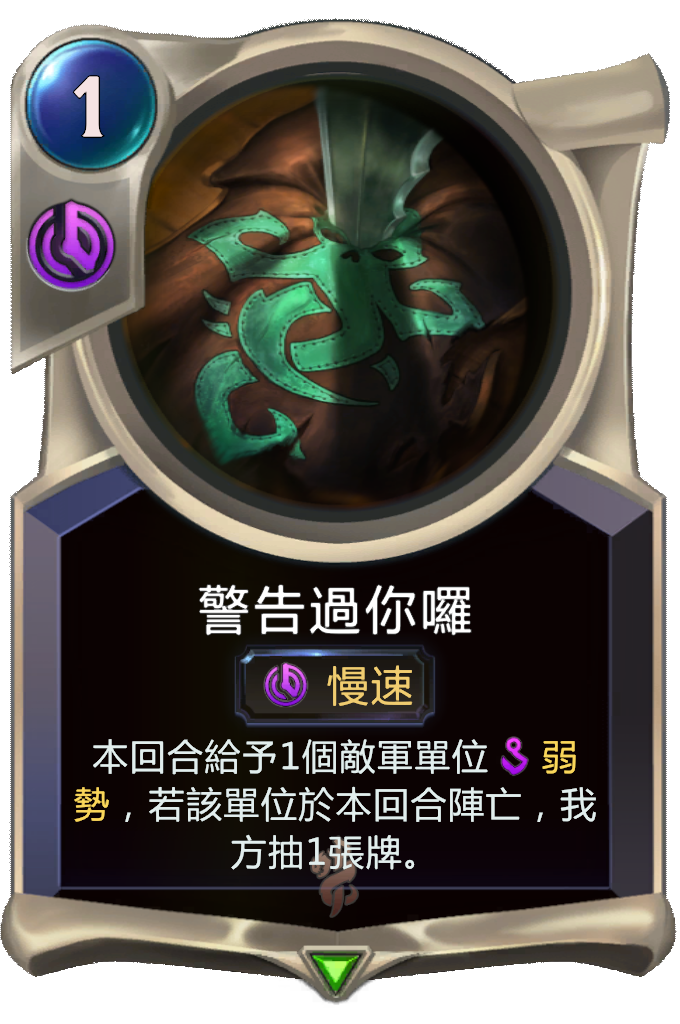 1
警告過你囉
慢速
本回合給予1個敵軍單位 弱
勢，若該單位於本回合陣亡，我
方抽1張牌。